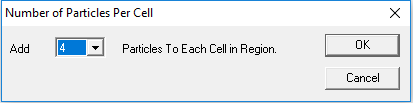 Number of Particles Per Cell
Add 4 Particles To Each Cell in Region.
OK
Cancel